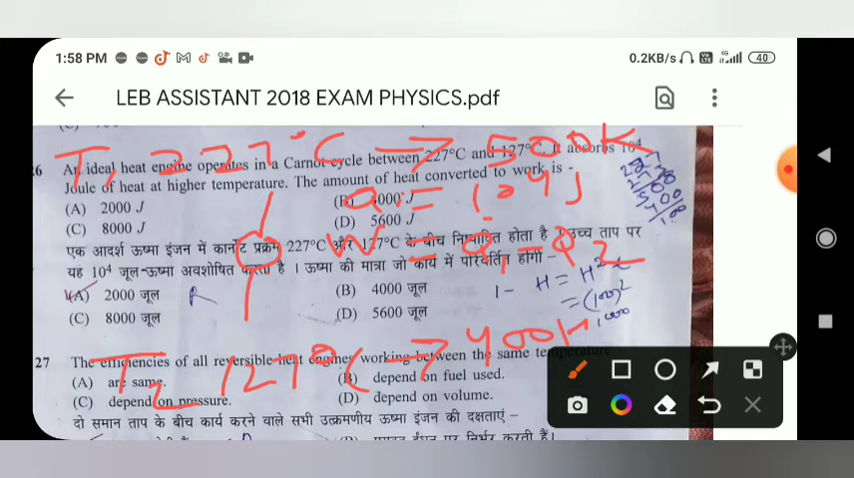 1:58 PM
0.2KB/s
40
LEB ASSISTANT 2018 EXAM PHYSICS.pdf
T1 227°C → 500K
26 An ideal heat engine operates in a Carnot cycle between 227°C and 127°C. It absorbs 10⁴
Joule of heat at higher temperature. The amount of heat converted to work is -
(A) 2000 J (B) 4000 J
(C) 8000 J (D) 5600 J
Q1 = 10⁴ J
एक आदर्श ऊष्मा इंजन में कार्नोट प्रक्रम 227°C और 127°C के बीच निष्पादित होता है । उच्च ताप पर
यह 10⁴ जूल ऊष्मा अवशोषित करता है । ऊष्मा की मात्रा जो कार्य में परिवर्तित होगी -
W = Q1 - Q2
(A) 2000 जूल (B) 4000 जूल
(C) 8000 जूल (D) 5600 जूल
T2 127°C → 400K
27 The efficiencies of all reversible heat engines working between the same temperature
(A) are same. (B) depend on fuel used.
(C) depend on pressure. (D) depend on volume.
दो समान ताप के बीच कार्य करने वाले सभी उत्क्रमणीय ऊष्मा इंजन की दक्षताएं –